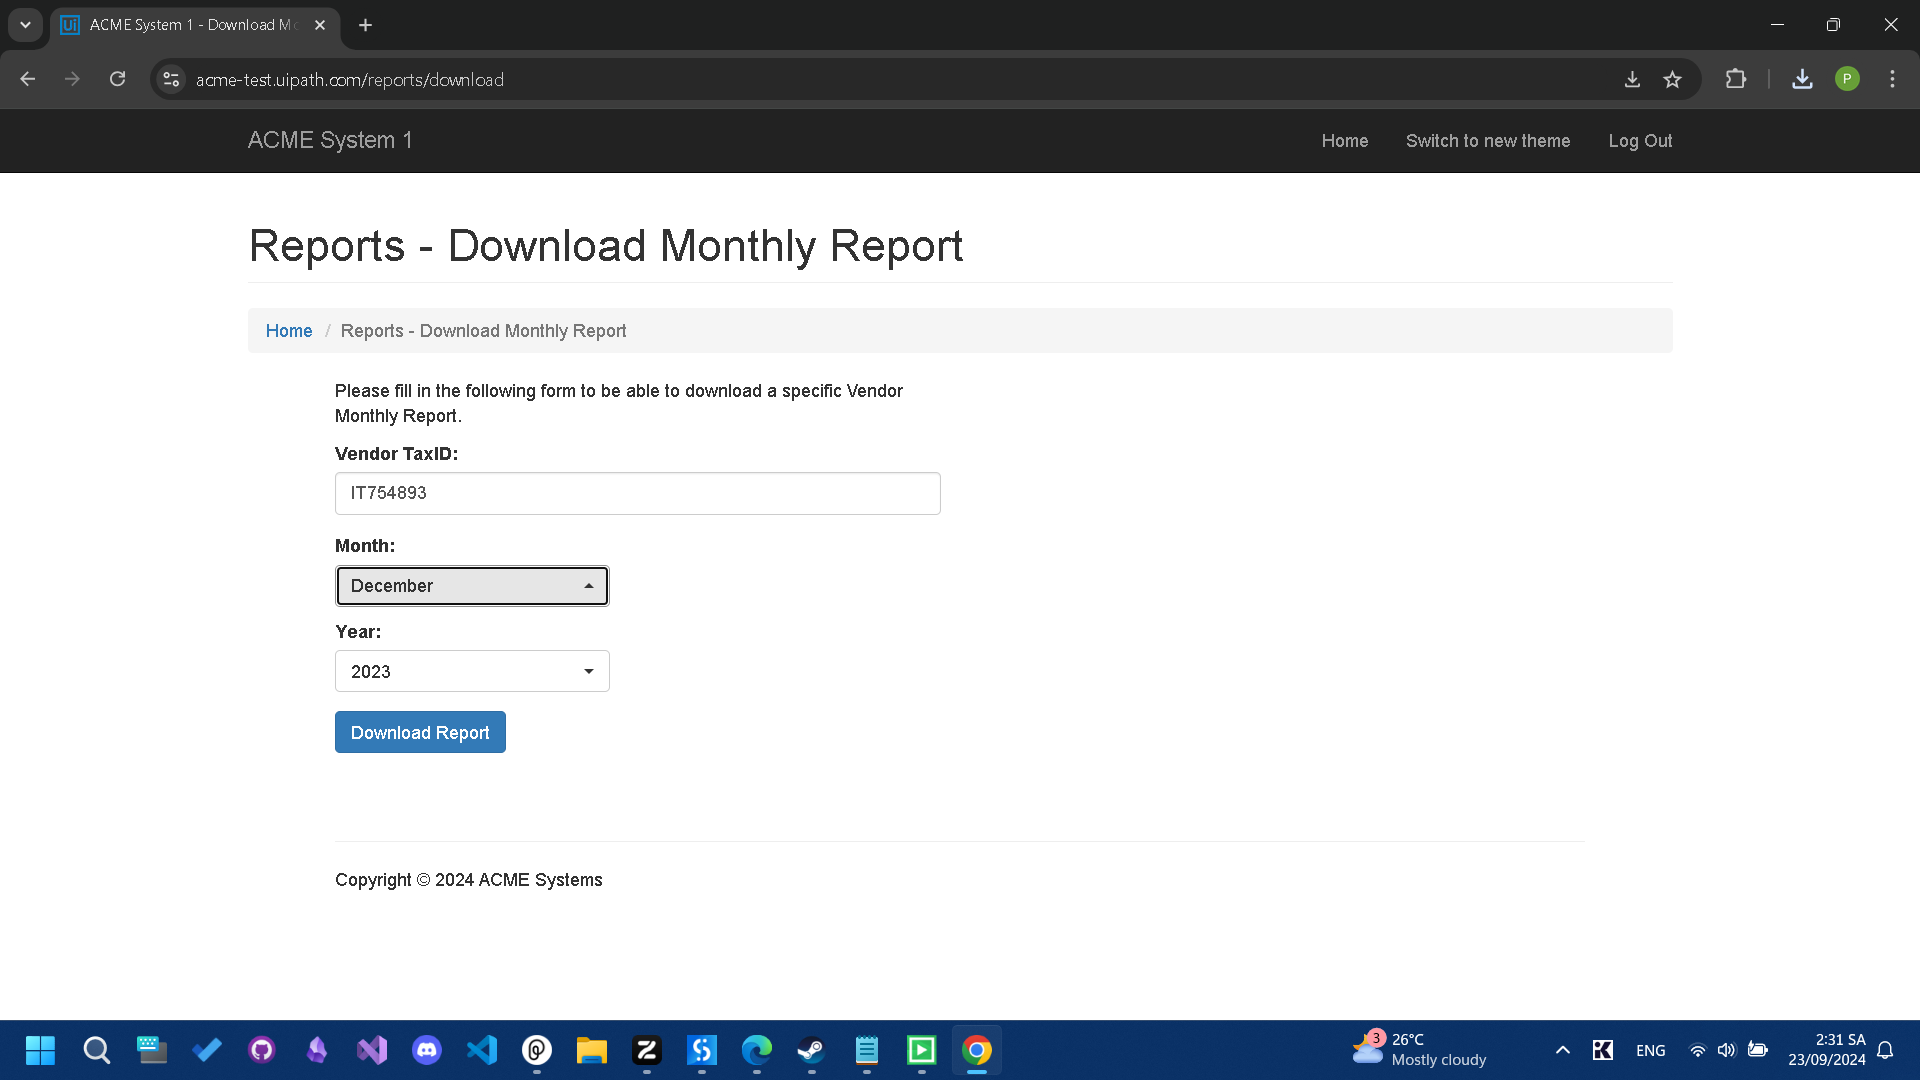 ACME System 1 - Download Mo
acme-test.uipath.com/reports/download
P
ACME System 1
Home
Switch to new theme
Log Out
Reports - Download Monthly Report
Home / Reports - Download Monthly Report
Please fill in the following form to be able to download a specific Vendor
Monthly Report.
Vendor TaxID:
IT754893
Month:
December
Year:
2023
Download Report
Copyright © 2024 ACME Systems
3
26°C
Mostly cloudy
ENG
2:31 SA
23/09/2024